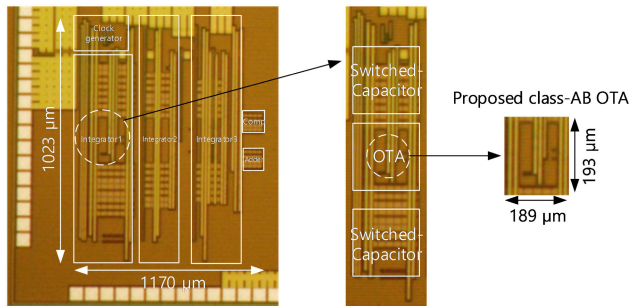 Clock
generator
Integrator1
Integrator2
Integrator3
Comp
Adder
1023 μm
1170 μm
Switched-
Capacitor
OTA
Switched-
Capacitor
Proposed class-AB OTA
193 μm
189 μm